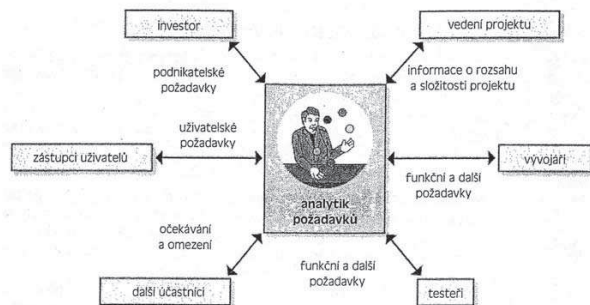 investor
vedení projektu
podnikatelské
požadavky
informace o rozsahu
a složitosti projektu
uživatelské
požadavky
zástupci uživatelů
vývojáři
analytik
požadavků
funkční a další
požadavky
očekávání
a omezení
funkční a další
požadavky
další účastníci
testeři